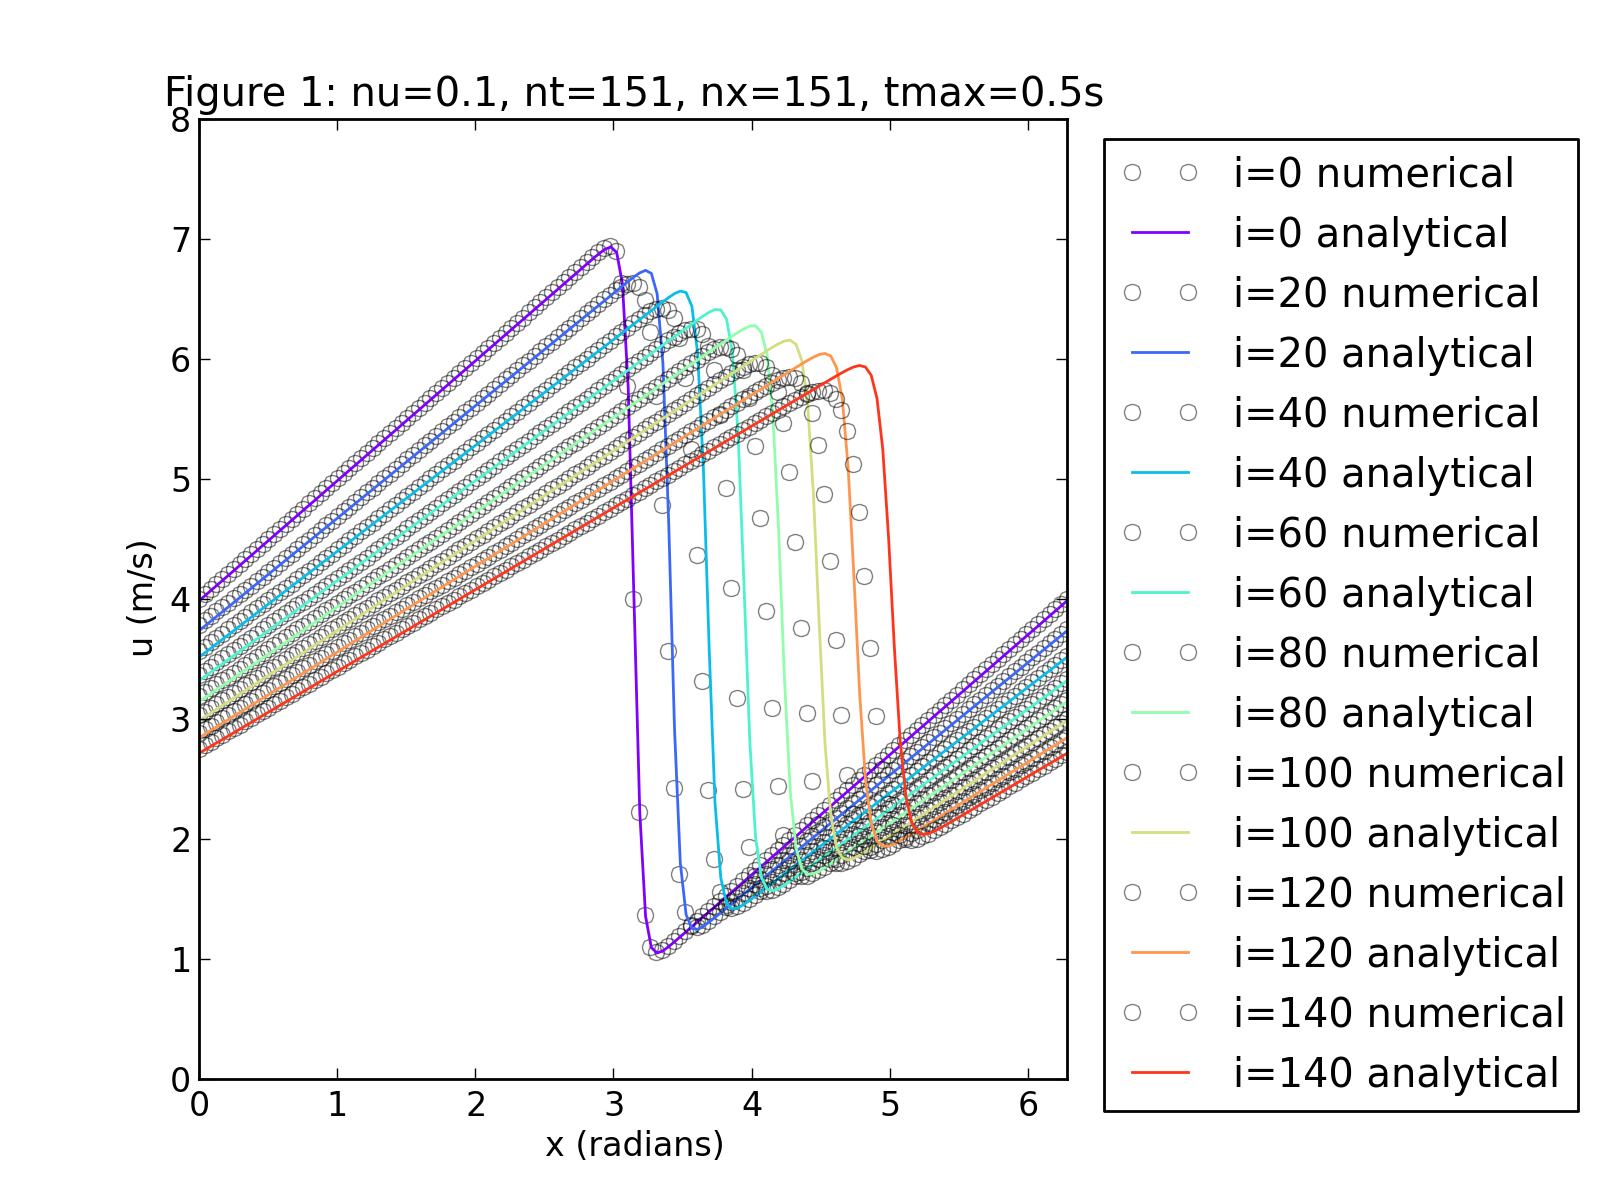 Figure 1: nu=0.1, nt=151, nx=151, tmax=0.5s
8
7
6
5
4
3
2
1
0
u (m/s)
0 1 2 3 4 5 6
x (radians)
i=0 numerical
i=0 analytical
i=20 numerical
i=20 analytical
i=40 numerical
i=40 analytical
i=60 numerical
i=60 analytical
i=80 numerical
i=80 analytical
i=100 numerical
i=100 analytical
i=120 numerical
i=120 analytical
i=140 numerical
i=140 analytical